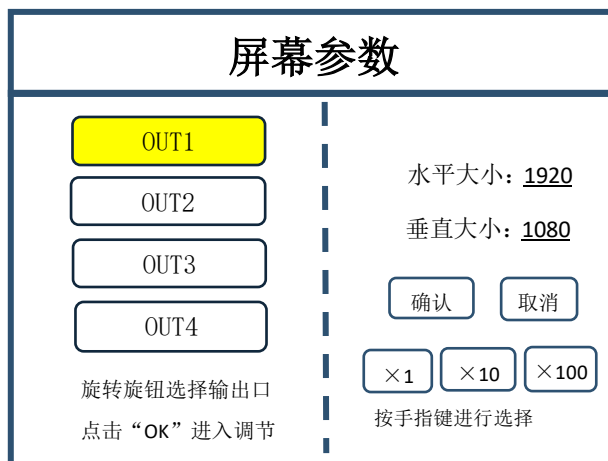 屏幕参数
OUT1
OUT2
OUT3
OUT4
旋转旋钮选择输出口
点击“OK”进入调节
水平大小：1920
垂直大小：1080
确认 取消
×1 ×10 ×100
按手指键进行选择